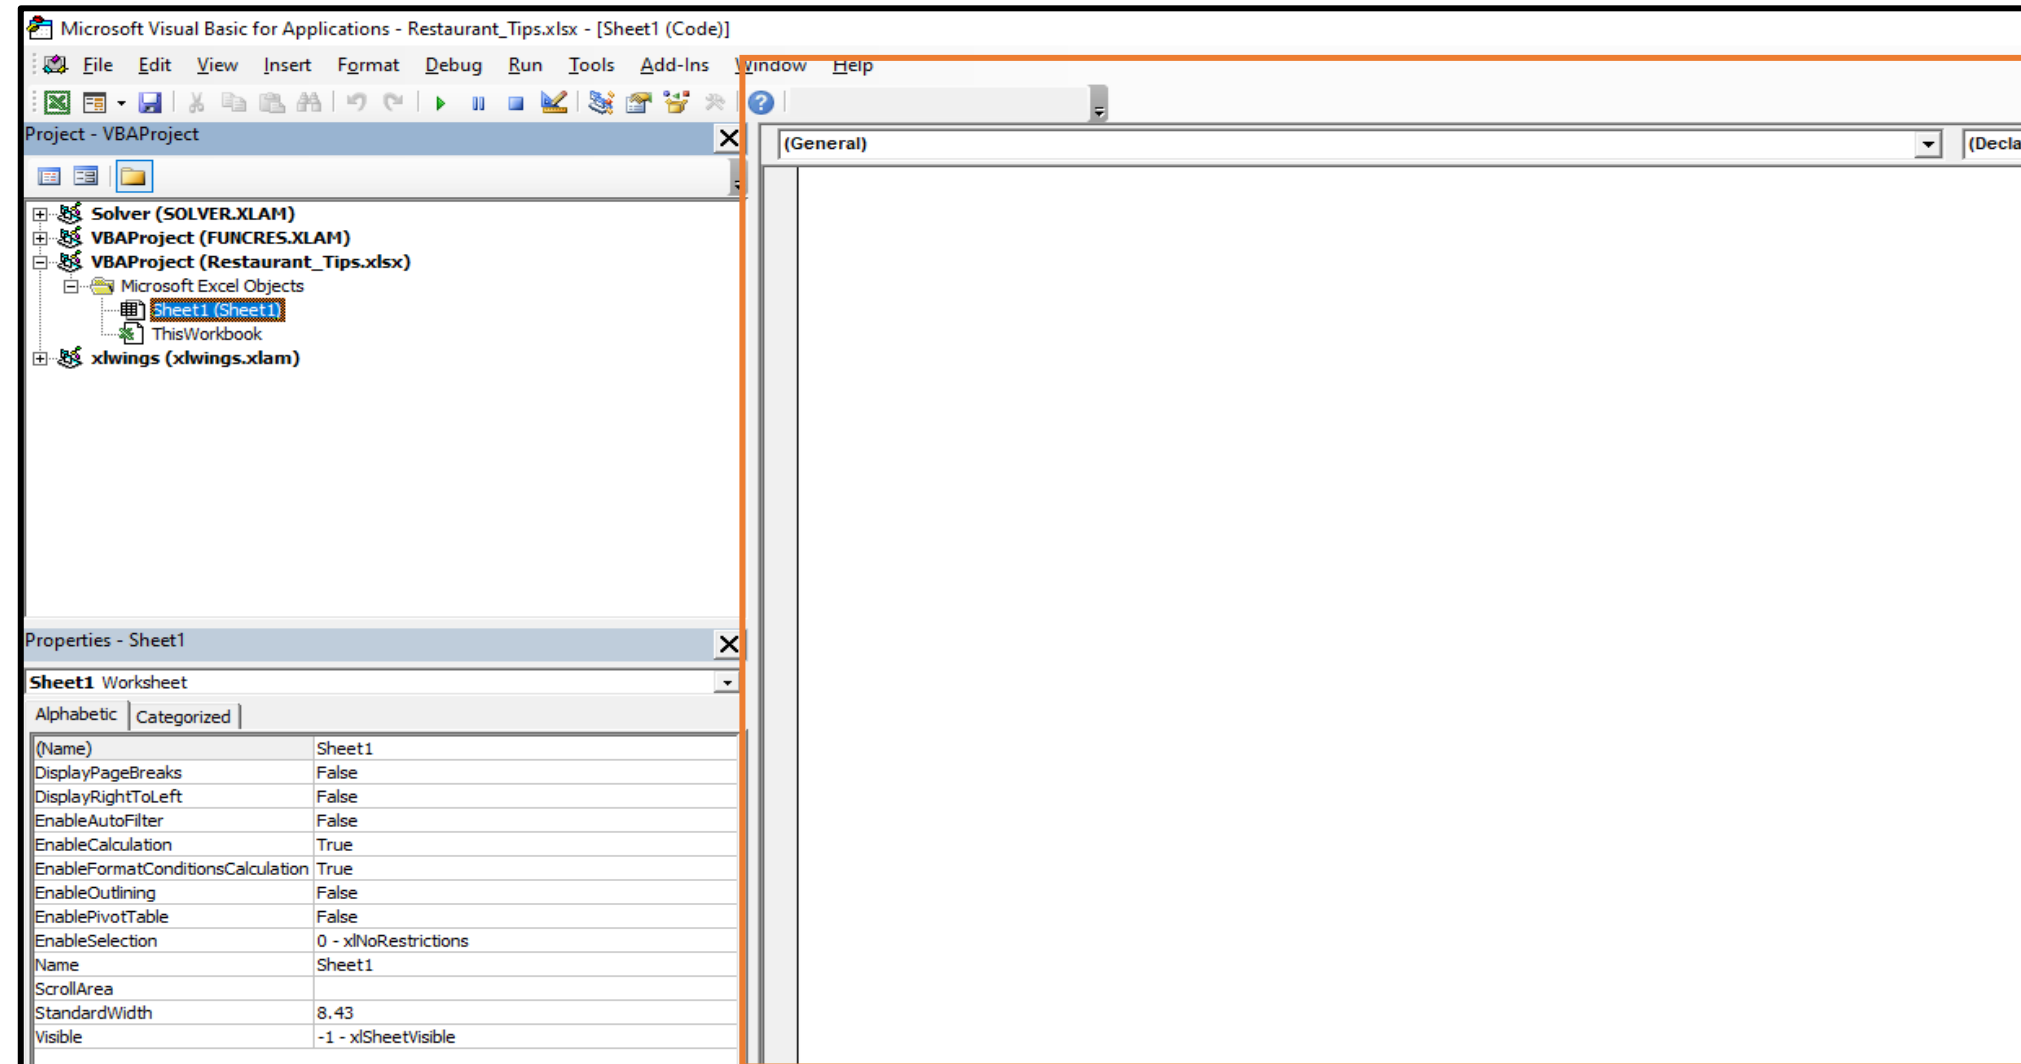 Microsoft Visual Basic for Applications - Restaurant_Tips.xlsx - [Sheet1 (Code)]
File Edit View Insert Format Debug Run Tools Add-Ins Window Help
Project - VBAProject
(General)
(Decla
Solver (SOLVER.XLAM)
VBAProject (FUNCRES.XLAM)
VBAProject (Restaurant_Tips.xlsx)
Microsoft Excel Objects
Sheet1 (Sheet1)
ThisWorkbook
xlwings (xlwings.xlam)
Properties - Sheet1
Sheet1 Worksheet
Alphabetic Categorized
(Name) Sheet1
DisplayPageBreaks False
DisplayRightToLeft False
EnableAutoFilter False
EnableCalculation True
EnableFormatConditionsCalculation True
EnableOutlining False
EnablePivotTable False
EnableSelection 0 - xlNoRestrictions
Name Sheet1
ScrollArea
StandardWidth 8.43
Visible -1 - xlSheetVisible